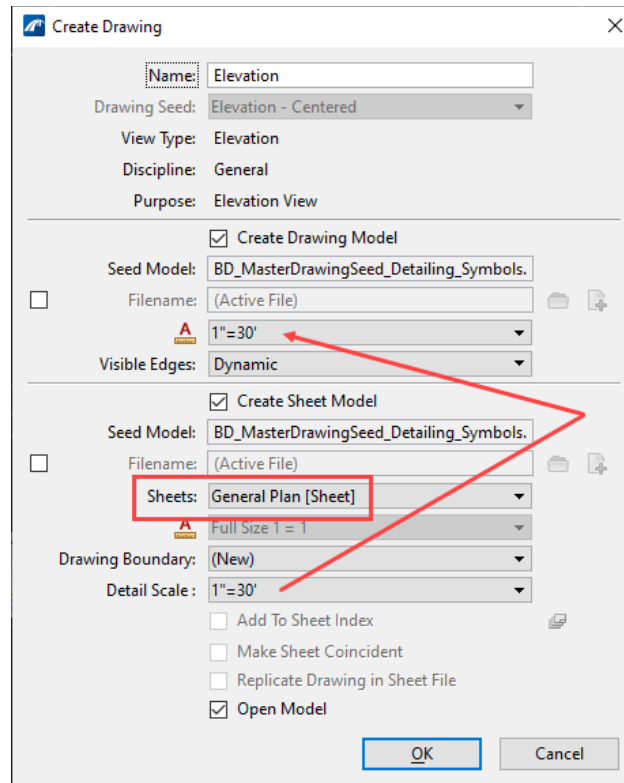 Create Drawing
Name: Elevation
Drawing Seed: Elevation - Centered
View Type: Elevation
Discipline: General
Purpose: Elevation View
Create Drawing Model
Seed Model: BD_MasterDrawingSeed_Detailing_Symbols.
Filename: (Active File)
A 1"=30'
Visible Edges: Dynamic
Create Sheet Model
Seed Model: BD_MasterDrawingSeed_Detailing_Symbols.
Filename: (Active File)
Sheets: General Plan [Sheet]
A Full Size 1 = 1
Drawing Boundary: (New)
Detail Scale : 1"=30'
Add To Sheet Index
Make Sheet Coincident
Replicate Drawing in Sheet File
Open Model
OK Cancel